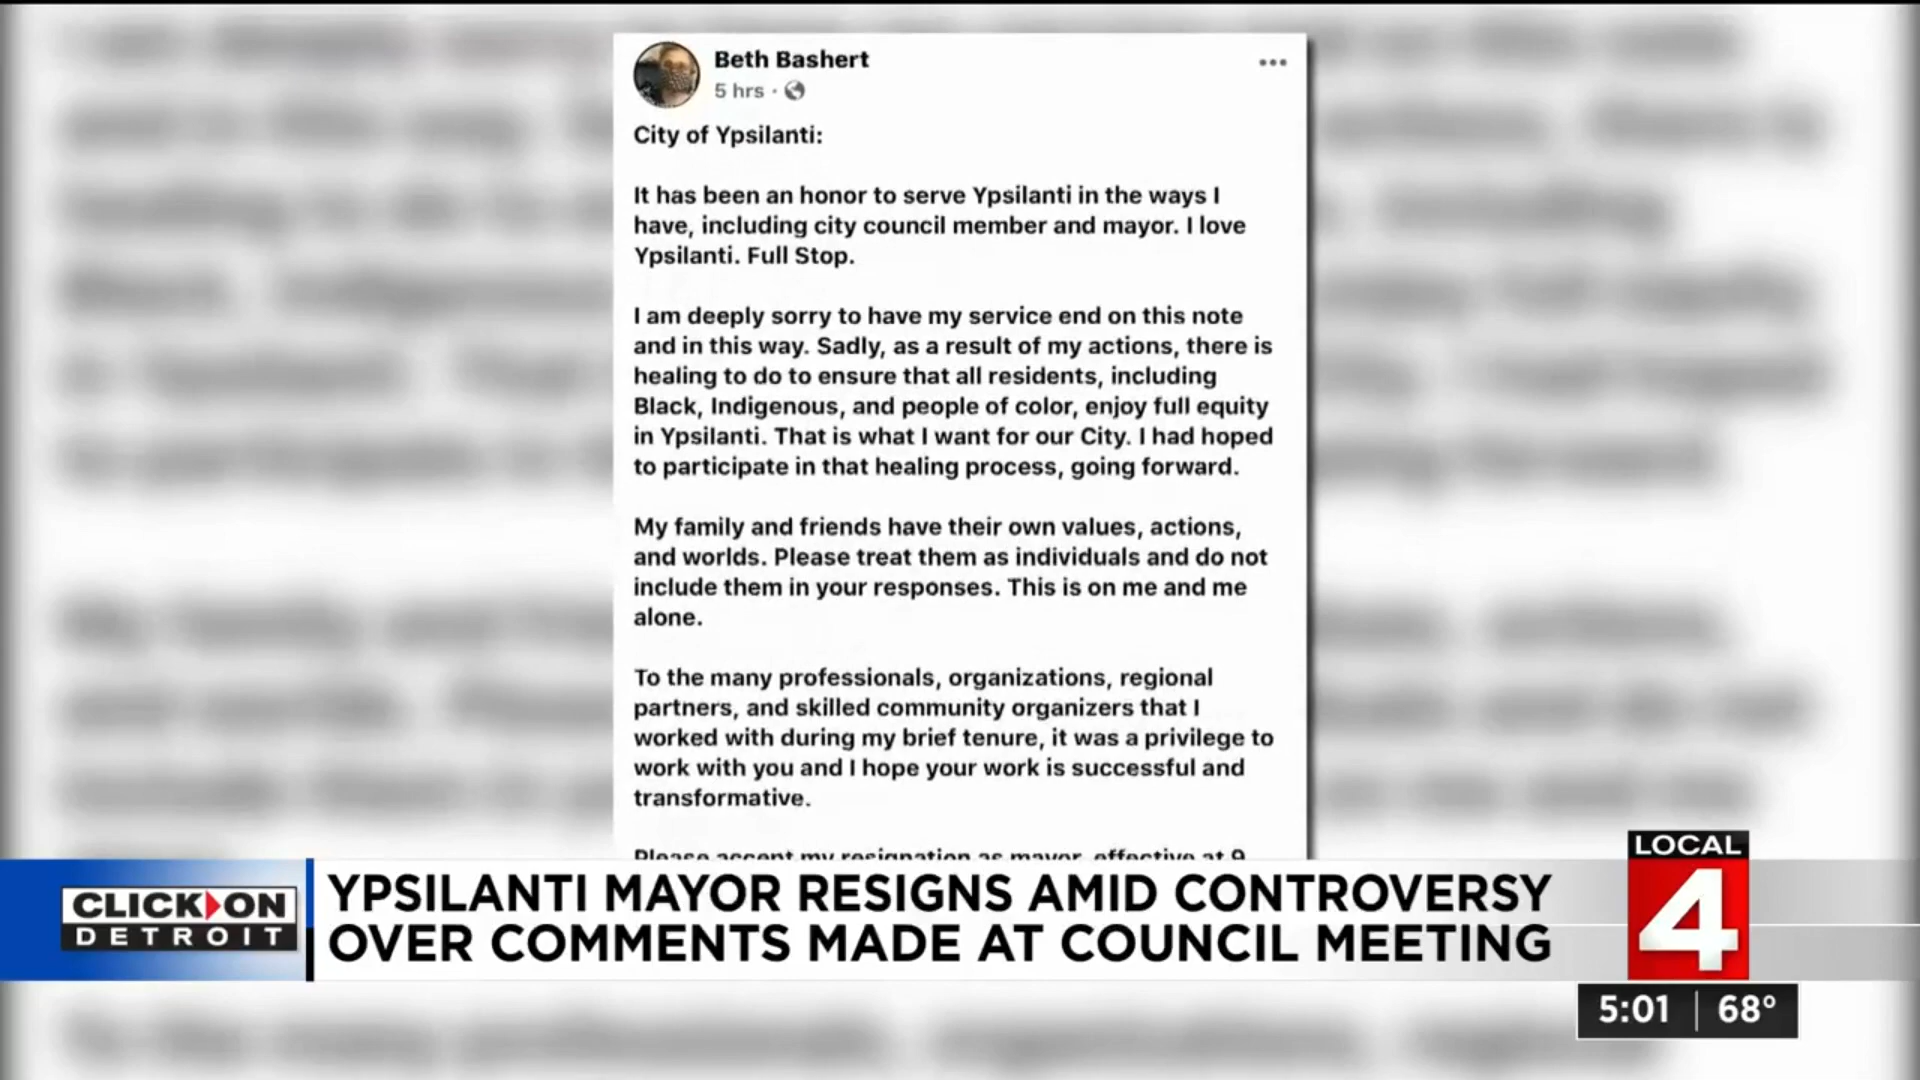 Beth Bashert
5 hrs ·
City of Ypsilanti:
It has been an honor to serve Ypsilanti in the ways I
have, including city council member and mayor. I love
Ypsilanti. Full Stop.
I am deeply sorry to have my service end on this note
and in this way. Sadly, as a result of my actions, there is
healing to do to ensure that all residents, including
Black, Indigenous, and people of color, enjoy full equity
in Ypsilanti. That is what I want for our City. I had hoped
to participate in that healing process, going forward.
My family and friends have their own values, actions,
and worlds. Please treat them as individuals and do not
include them in your responses. This is on me and me
alone.
To the many professionals, organizations, regional
partners, and skilled community organizers that I
worked with during my brief tenure, it was a privilege to
work with you and I hope your work is successful and
transformative.
Please accept my resignation as mayor, effective at 9
CLICK ON
DETROIT
YPSILANTI MAYOR RESIGNS AMID CONTROVERSY
OVER COMMENTS MADE AT COUNCIL MEETING
LOCAL
4
5:01 68°